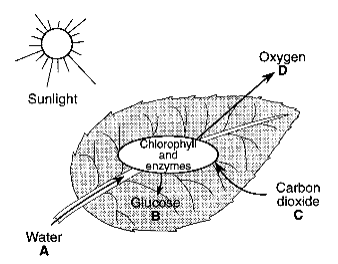 Oxygen
D
Sunlight
Chlorophyll
and
enzymes
Glucose
B
Carbon
dioxide
C
Water
A